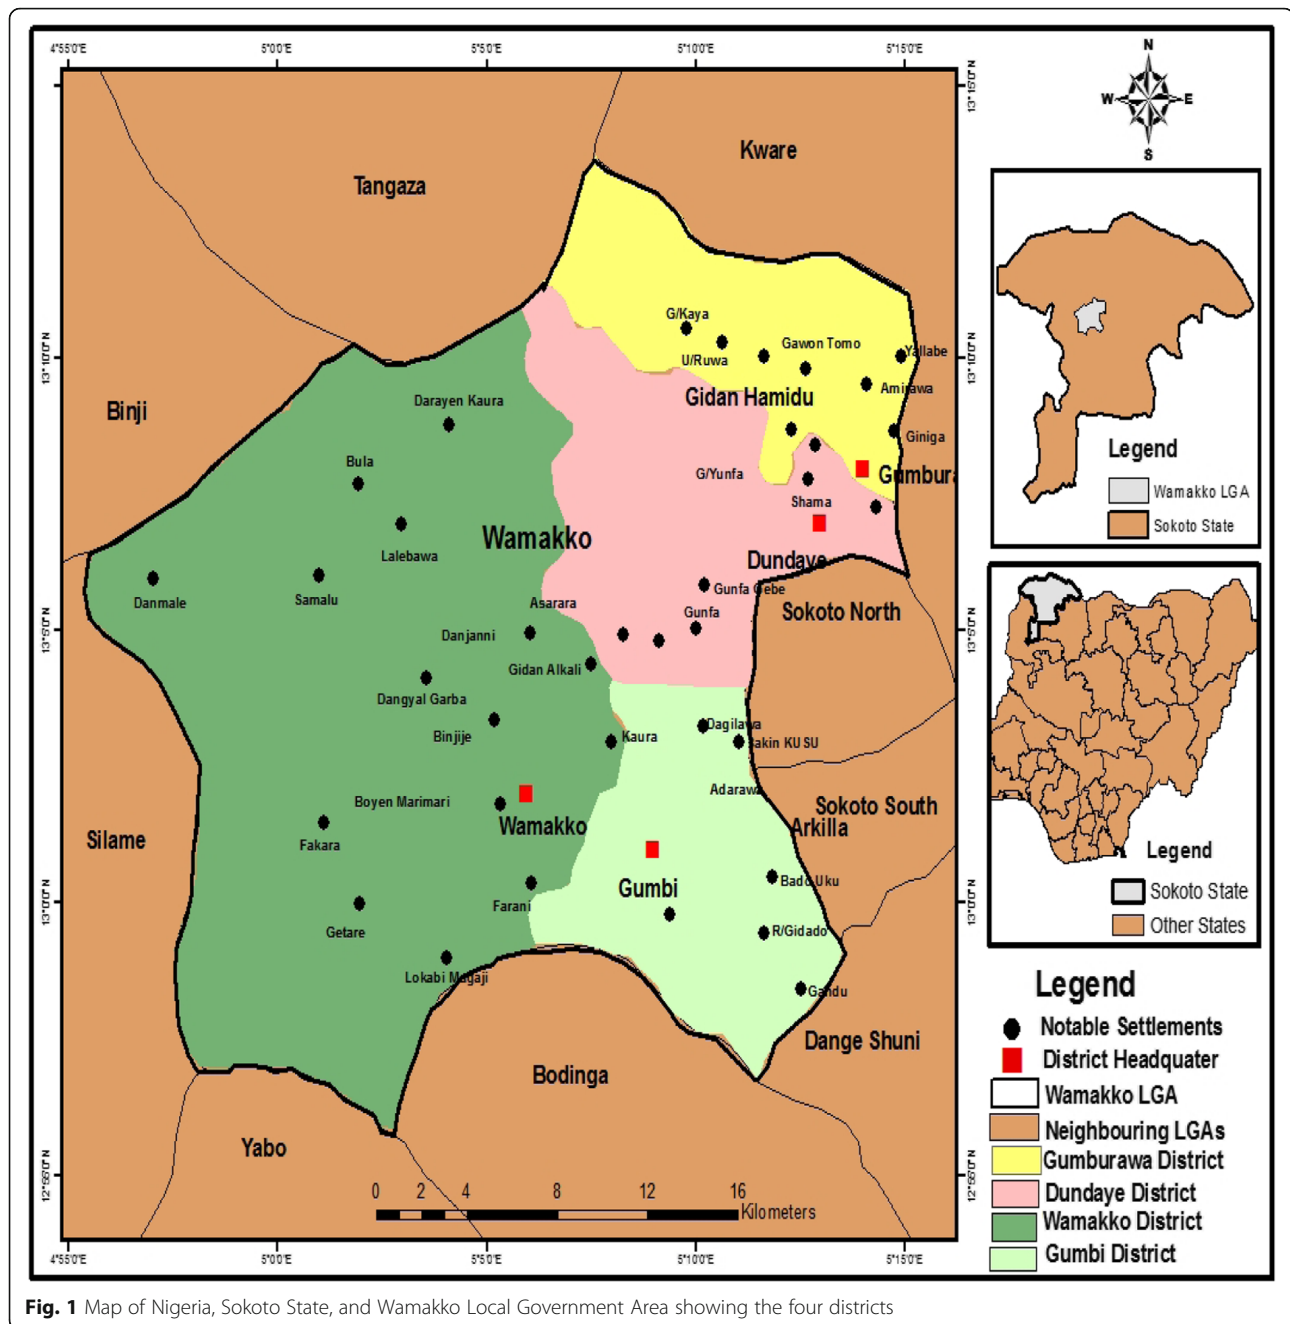 4°55'0"E 5°0'0"E 5°5'0"E 5°10'0"E 5°15'0"E
N
W E
S
13°15'0"N
13°10'0"N
13°5'0"N
13°0'0"N
12°55'0"N
Kware
Tangaza
G/Kaya
U/Ruwa
Gawon Tomo
Yallabe
Amirawa
Gidan Hamidu
Binji
Darayen Kaura
Giniga
Bula
G/Yunfa
Gumbura
Shama
Wamakko
Lalebawa
Dundaye
Danmale
Samalu
Asarara
Gunfa Gebe
Gunfa
Sokoto North
Danjanni
Gidan Alkali
Dangyal Garba
Binjije
Kaura
Dagilawa
akin KUSU
Adarawa
Boyen Marimari
Sokoto South
Wamakko
Arkilla
Silame
Fakara
Gumbi
Bado Uku
Farani
Getare
R/Gidado
Lokabi Magaji
Gandu
Dange Shuni
Bodinga
Yabo
0 2 4 8 12 16
Kilometers
13°15'0"N
13°10'0"N
13°5'0"N
13°0'0"N
12°55'0"N
4°55'0"E 5°0'0"E 5°5'0"E 5°10'0"E 5°15'0"E
Legend
Wamakko LGA
Sokoto State
Legend
Sokoto State
Other States
Legend
Notable Settlements
District Headquater
Wamakko LGA
Neighbouring LGAs
Gumburawa District
Dundaye District
Wamakko District
Gumbi District
Fig. 1 Map of Nigeria, Sokoto State, and Wamakko Local Government Area showing the four districts